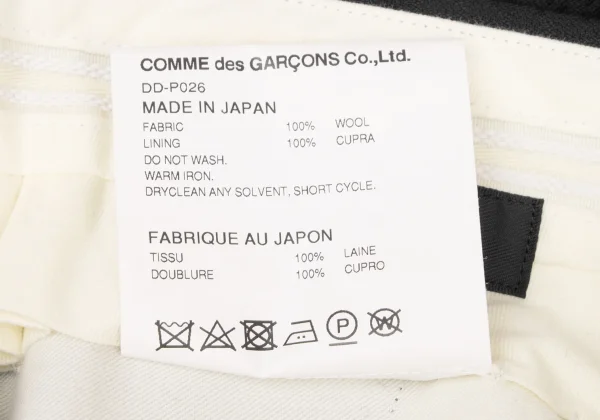 COMME des GARÇONS Co.,Ltd.
DD-P026
MADE IN JAPAN
FABRIC 100% WOOL
LINING 100% CUPRA
DO NOT WASH.
WARM IRON.
DRYCLEAN ANY SOLVENT, SHORT CYCLE.
FABRIQUE AU JAPON
TISSU 100% LAINE
DOUBLURE 100% CUPRO
P W